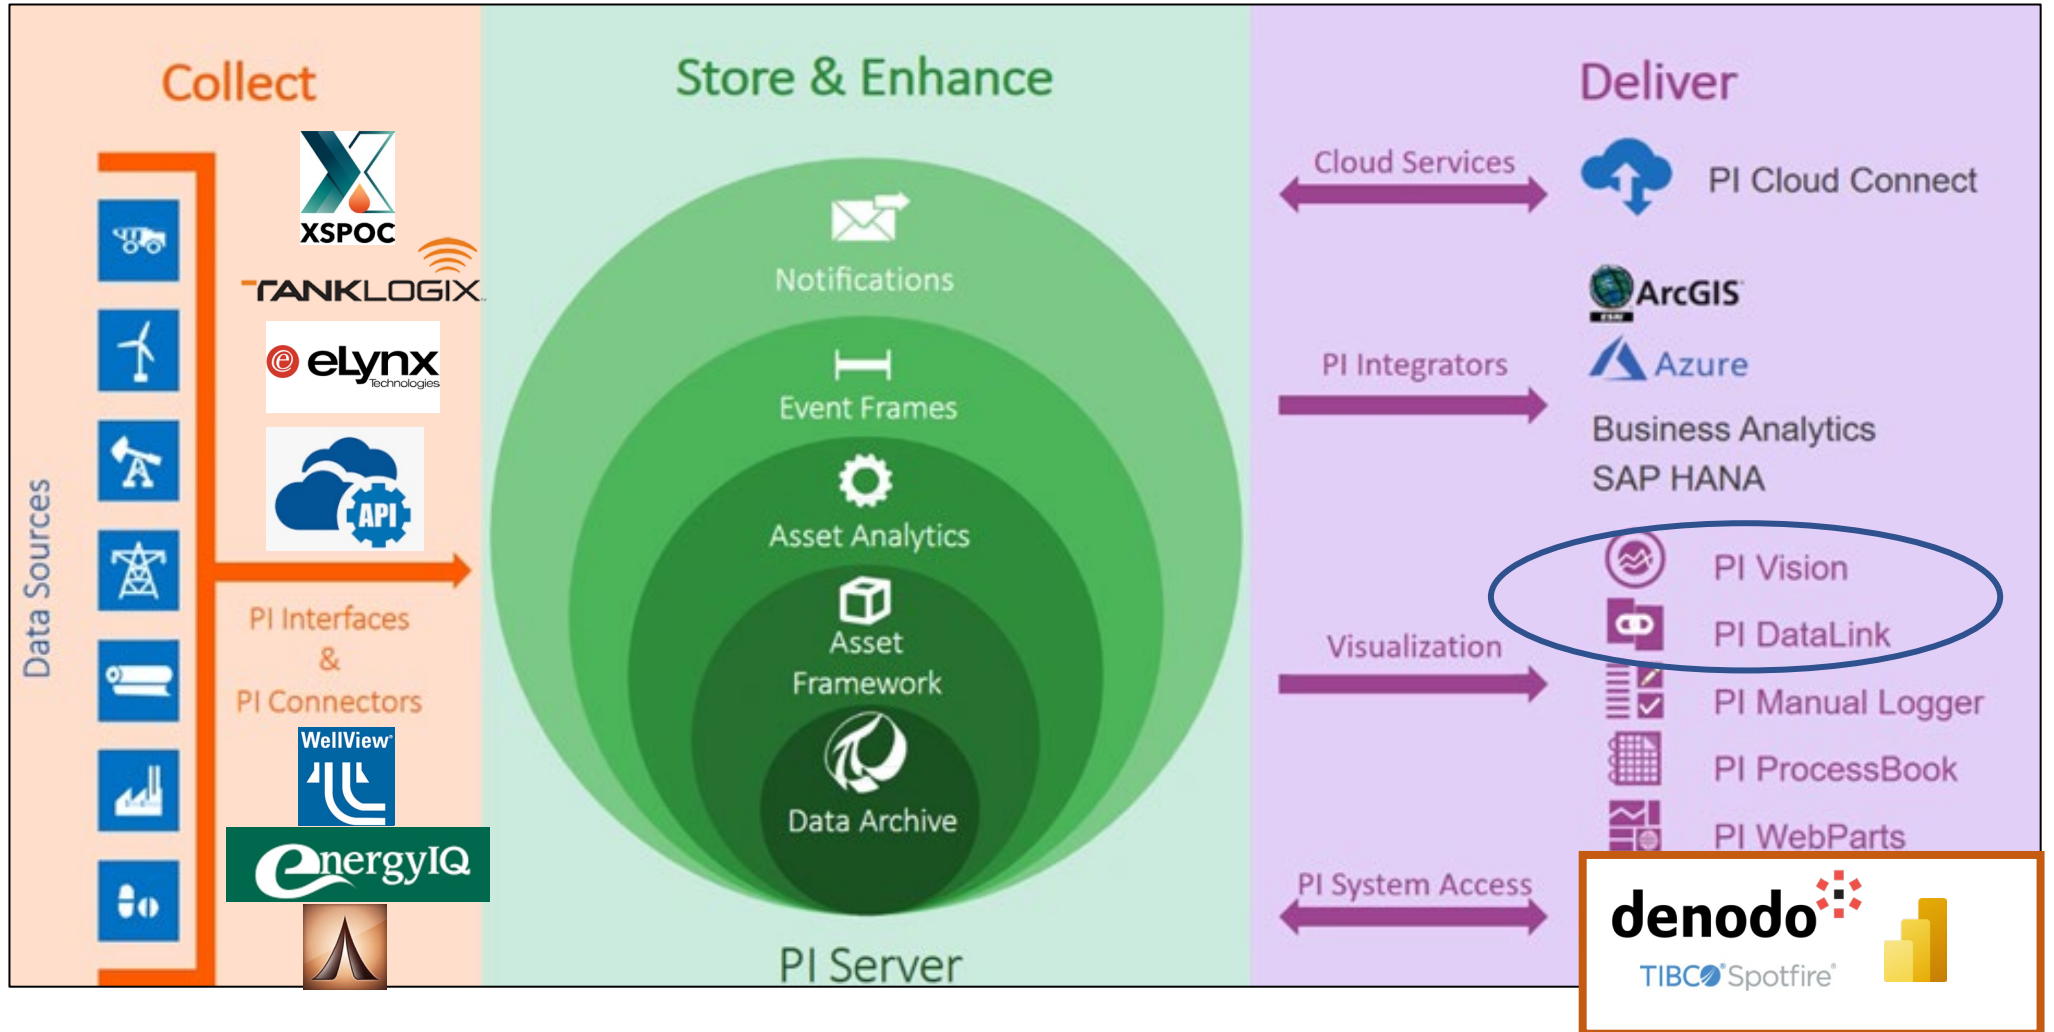 Collect
Data Sources
XSPOC
TANKLOGIX
e eLynx
Technologies
API
PI Interfaces
&
PI Connectors
WellView®
energyIQ
Store & Enhance
Notifications
Event Frames
Asset Analytics
Asset
Framework
Data Archive
PI Server
Deliver
Cloud Services
PI Cloud Connect
PI Integrators
ArcGIS
ESRI
Azure
Business Analytics
SAP HANA
Visualization
PI Vision
PI DataLink
PI Manual Logger
PI ProcessBook
PI WebParts
PI System Access
denodo
TIBCO® Spotfire®